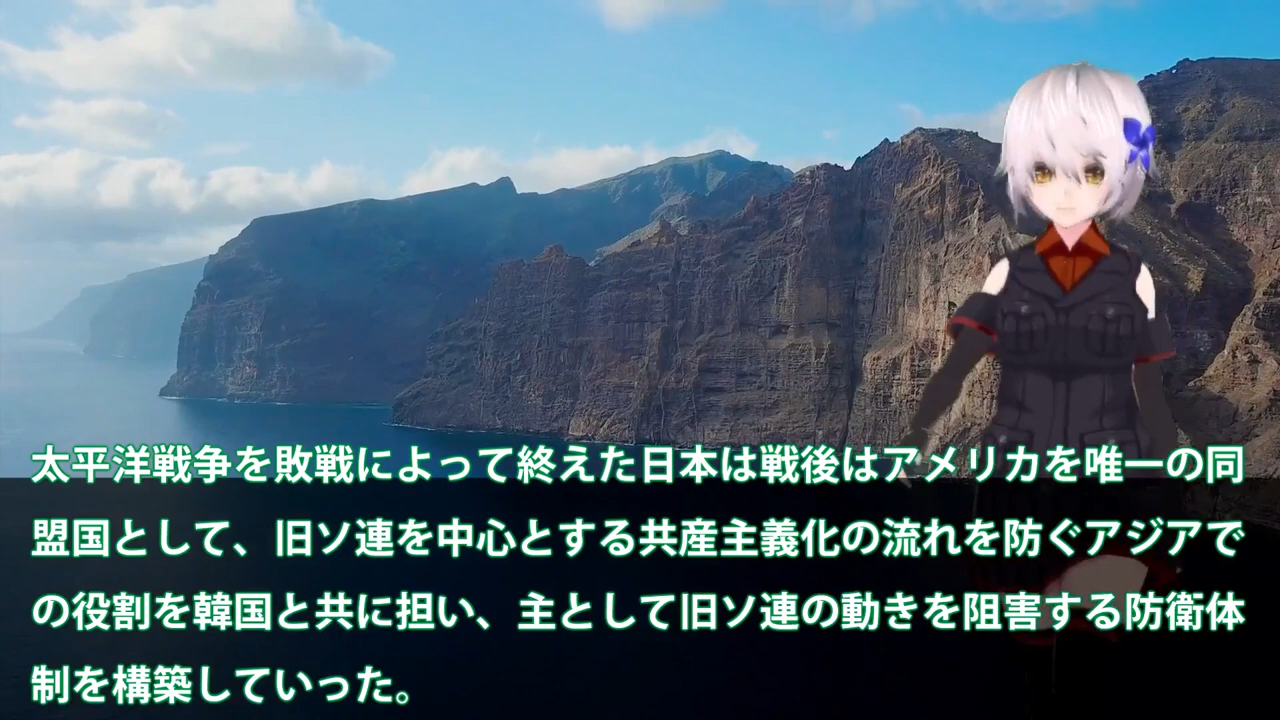 太平洋戦争を敗戦によって終えた日本は戦後はアメリカを唯一の同
盟国として、旧ソ連を中心とする共産主義化の流れを防ぐアジアで
の役割を韓国と共に担い、主として旧ソ連の動きを阻害する防衛体
制を構築していった。